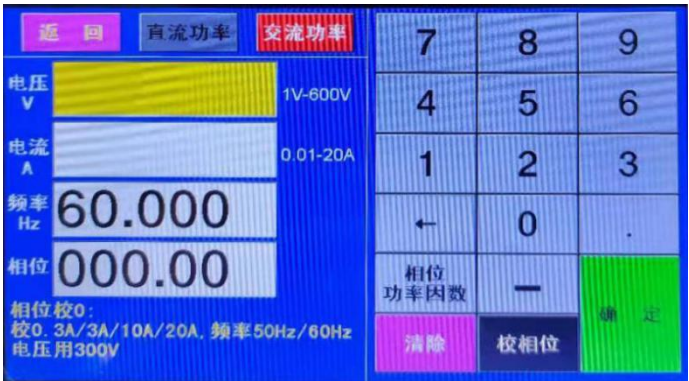 返 回 直流功率 交流功率
电压
V
1V-600V
电流
A
0.01-20A
频率
Hz
60.000
相位
000.00
相位校0:
校0.3A/3A/10A/20A,频率50Hz/60Hz
电压用300V
7 8 9
4 5 6
1 2 3
← 0 .
相位
功率因数
—
确 定
清除
校相位